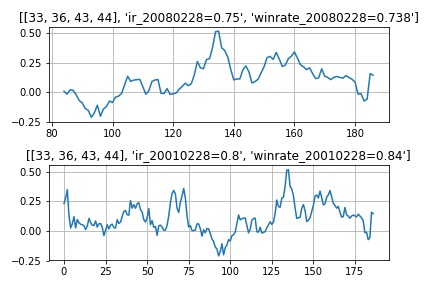 [[33, 36, 43, 44], 'ir_20080228=0.75', 'winrate_20080228=0.738']
0.50
0.25
0.00
−0.25
80 100 120 140 160 180
[[33, 36, 43, 44], 'ir_20010228=0.8', 'winrate_20010228=0.84']
0.50
0.25
0.00
−0.25
0 25 50 75 100 125 150 175